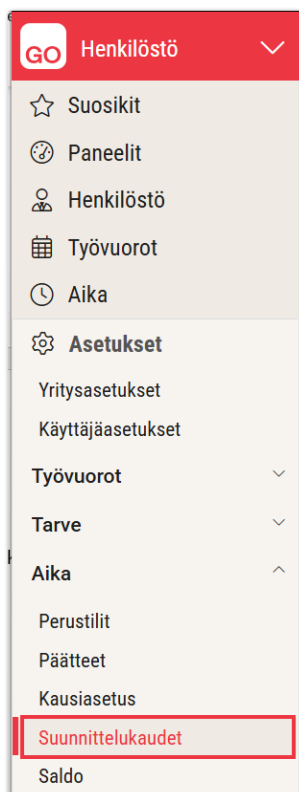 GO Henkilöstö
Suosikit
Paneelit
Henkilöstö
Työvuorot
Aika
Asetukset
Yritysasetukset
Käyttäjäasetukset
Työvuorot
Tarve
Aika
Perustilit
Päätteet
Kausiasetus
Suunnittelukaudet
Saldo